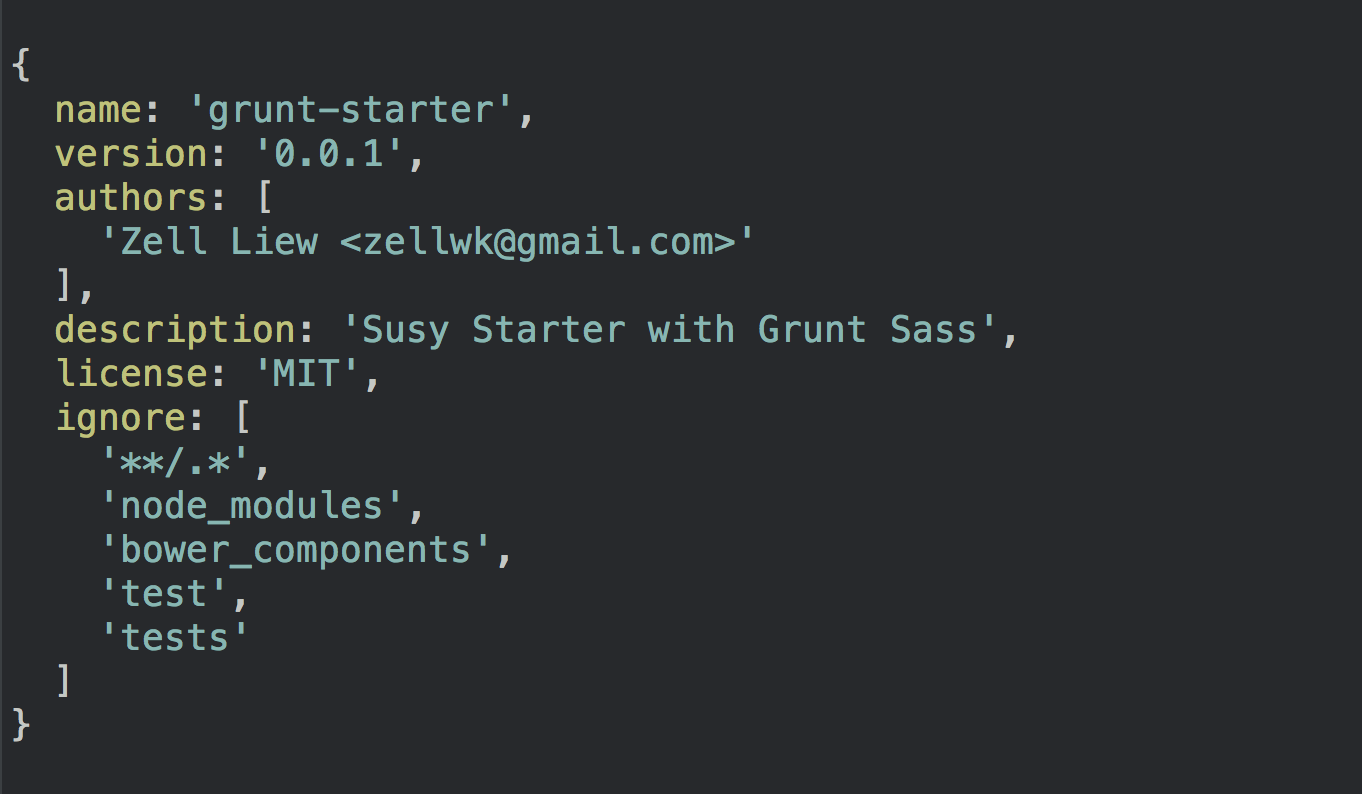 {
  name: 'grunt-starter',
  version: '0.0.1',
  authors: [
    'Zell Liew <zellwk@gmail.com>'
  ],
  description: 'Susy Starter with Grunt Sass',
  license: 'MIT',
  ignore: [
    '**/.*',
    'node_modules',
    'bower_components',
    'test',
    'tests'
  ]
}